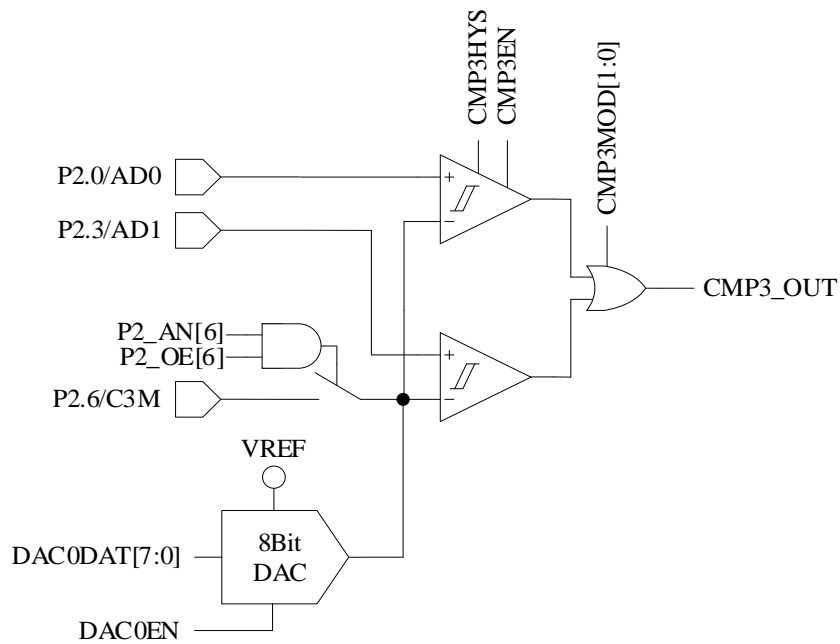 CMP3HYS
CMP3EN
CMP3MOD[1:0]
P2.0/AD0
+
−
P2.3/AD1
CMP3_OUT
P2_AN[6]
P2_OE[6]
+
−
P2.6/C3M
VREF
8Bit
DAC
DAC0DAT[7:0]
DAC0EN